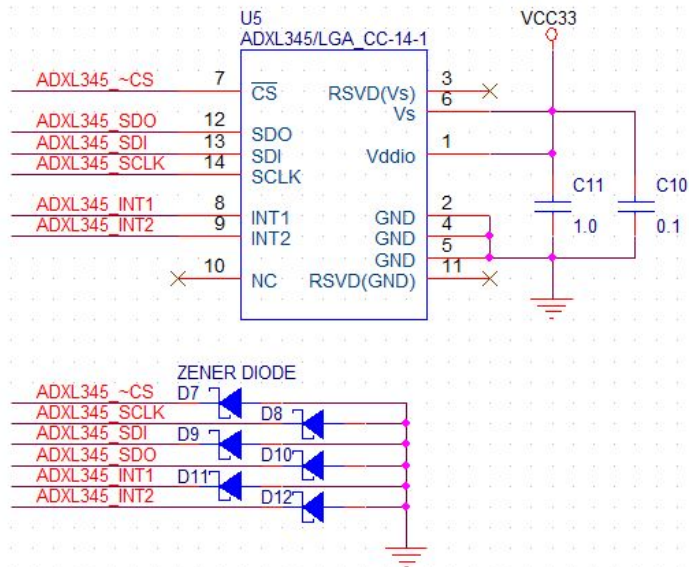 U5
VCC33
ADXL345/LGA_CC-14-1
ADXL345_~CS 7 CS RSVD(Vs) 3
Vs 6
ADXL345_SDO 12 SDO
ADXL345_SDI 13 SDI Vddio 1
ADXL345_SCLK 14 SCLK
C11 C10
ADXL345_INT1 8 INT1 GND 2
1.0 0.1
ADXL345_INT2 9 INT2 GND 4
GND 5
10 NC RSVD(GND) 11
ZENER DIODE
ADXL345_~CS D7
ADXL345_SCLK D8
ADXL345_SDI D9
ADXL345_SDO D10
ADXL345_INT1 D11
ADXL345_INT2 D12